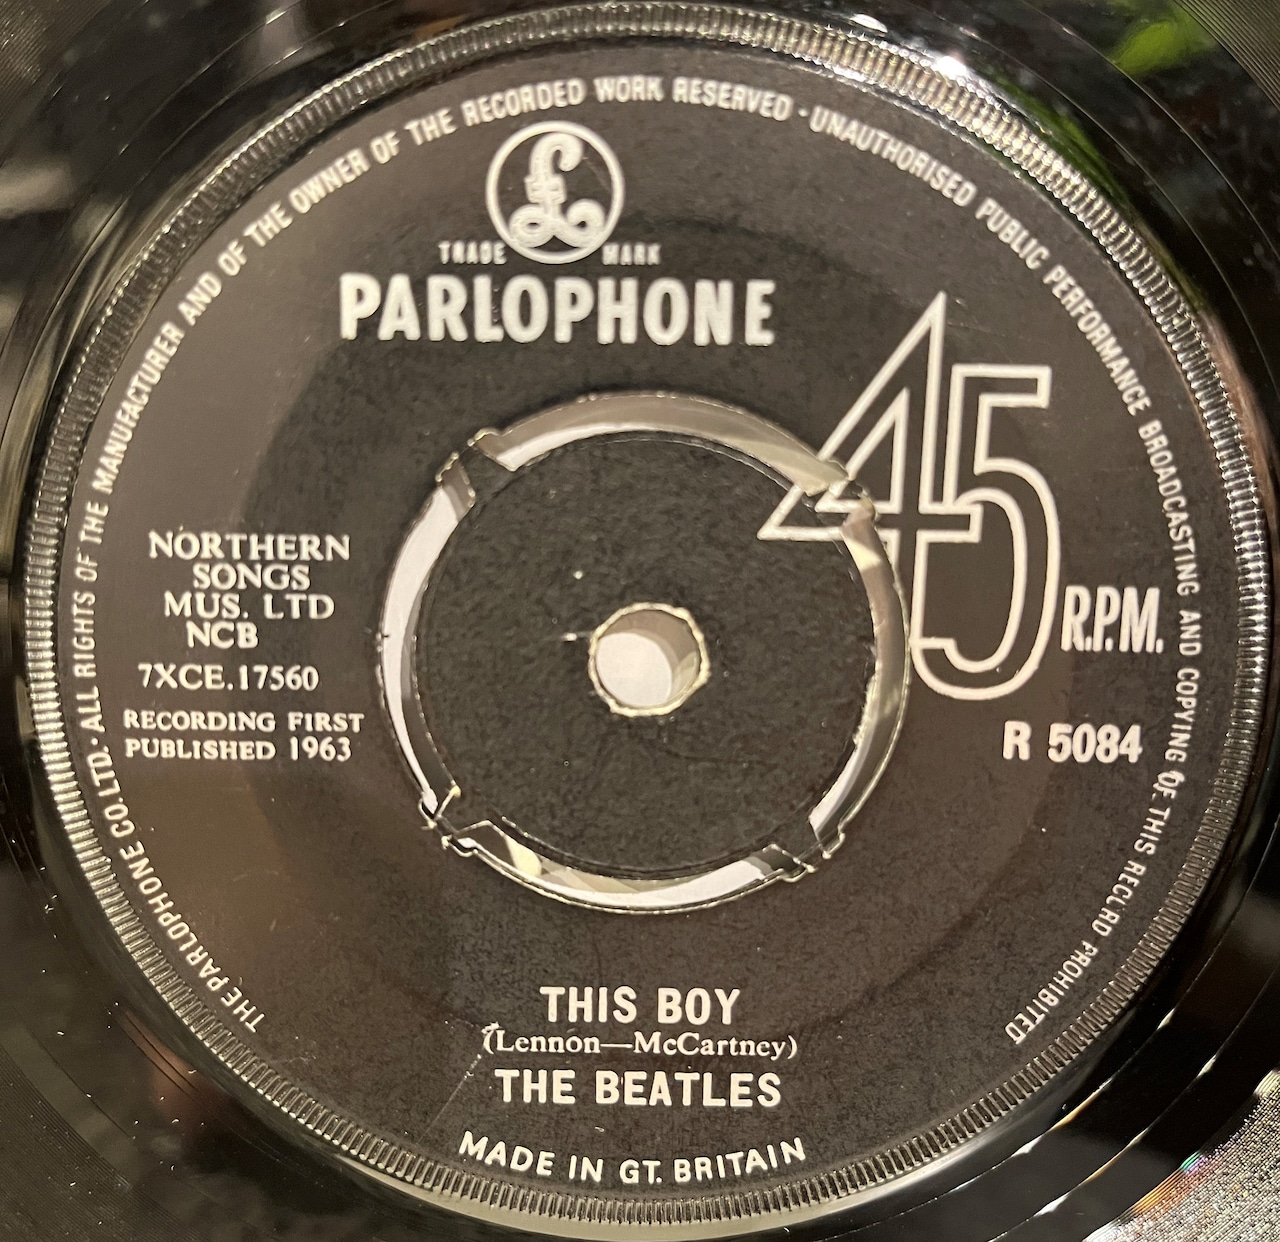 THE PARLOPHONE CO. LTD. · ALL RIGHTS OF THE MANUFACTURER AND OF THE OWNER OF THE RECORDED WORK RESERVED · UNAUTHORISED PUBLIC PERFORMANCE BROADCASTING AND COPYING OF THIS RECORD PROHIBITED
£
TRADE MARK
PARLOPHONE
45
R.P.M.
NORTHERN
SONGS
MUS. LTD
NCB
7XCE.17560
RECORDING FIRST
PUBLISHED 1963
R 5084
THIS BOY
(Lennon—McCartney)
THE BEATLES
MADE IN GT. BRITAIN